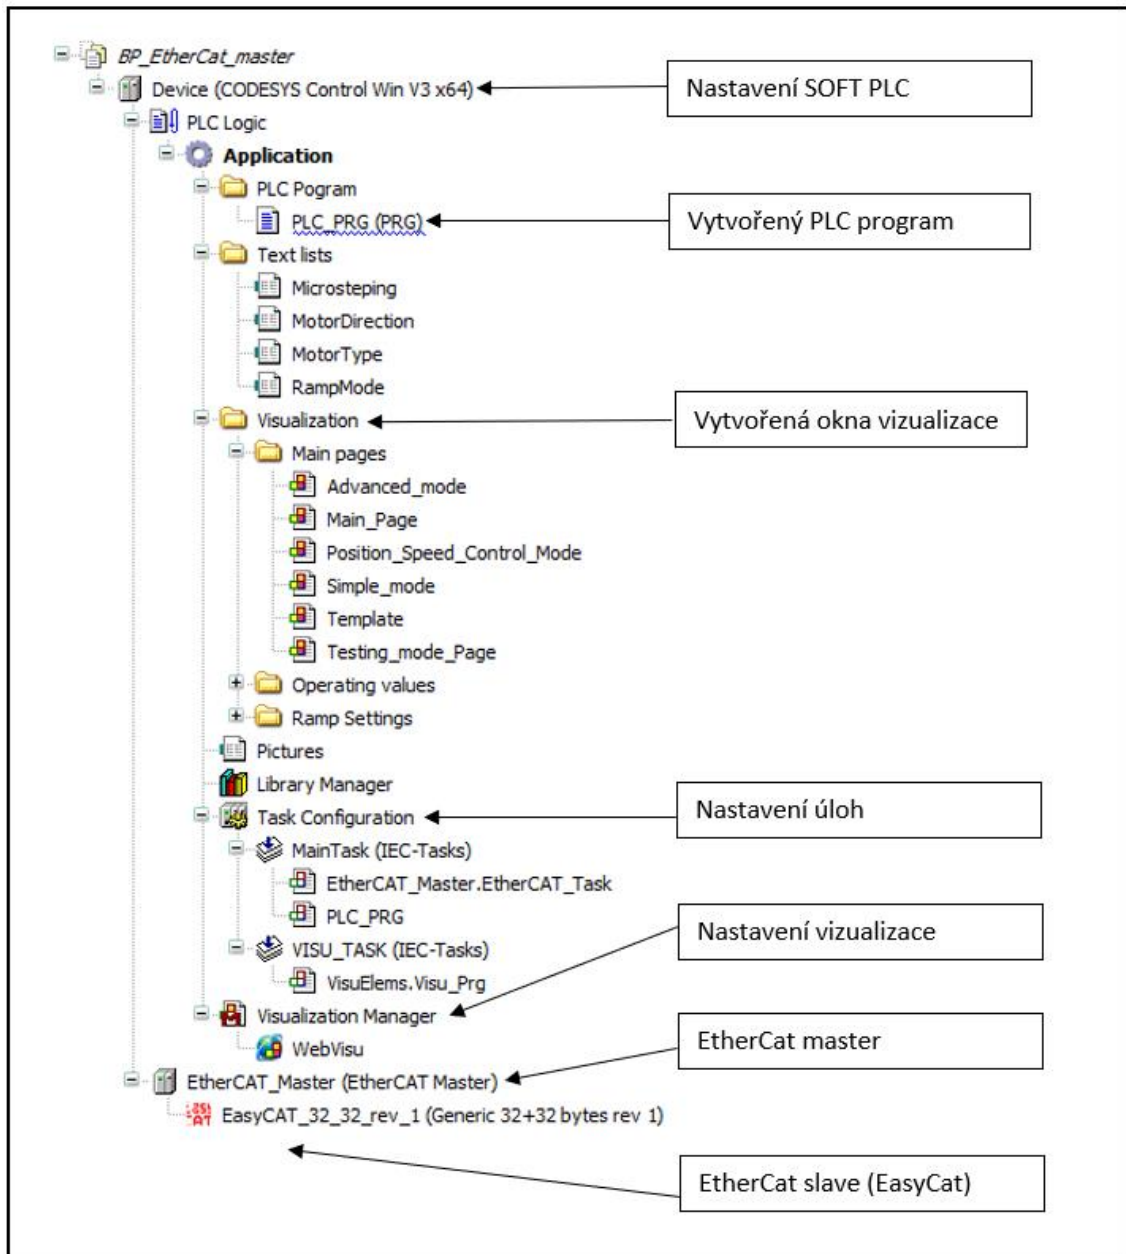 BP_EtherCat_master
Device (CODESYS Control Win V3 x64)
Nastavení SOFT PLC
PLC Logic
Application
PLC Pogram
PLC_PRG (PRG)
Vytvořený PLC program
Text lists
Microsteping
MotorDirection
MotorType
RampMode
Visualization
Vytvořená okna vizualizace
Main pages
Advanced_mode
Main_Page
Position_Speed_Control_Mode
Simple_mode
Template
Testing_mode_Page
Operating values
Ramp Settings
Pictures
Library Manager
Task Configuration
Nastavení úloh
MainTask (IEC-Tasks)
EtherCAT_Master.EtherCAT_Task
PLC_PRG
Nastavení vizualizace
VISU_TASK (IEC-Tasks)
VisuElems.Visu_Prg
Visualization Manager
EtherCat master
WebVisu
EtherCAT_Master (EtherCAT Master)
EasyCAT_32_32_rev_1 (Generic 32+32 bytes rev 1)
EtherCat slave (EasyCat)